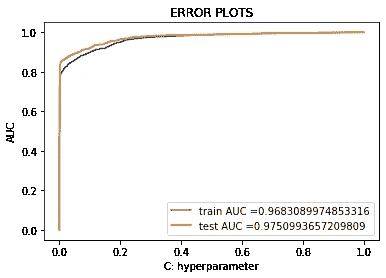 ERROR PLOTS
1.0
0.8
0.6
0.4
0.2
0.0
AUC
train AUC =0.9683089974853316
test AUC =0.9750993657209809
0.0 0.2 0.4 0.6 0.8 1.0
C: hyperparameter